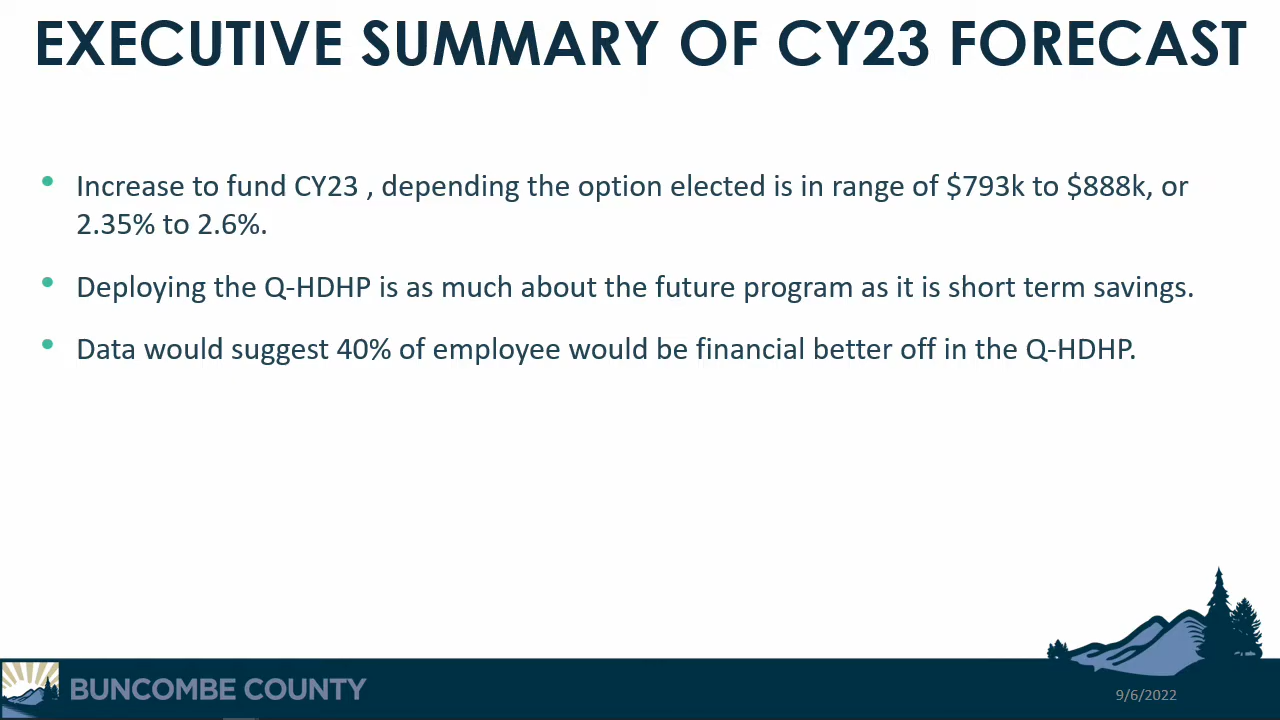 EXECUTIVE SUMMARY OF CY23 FORECAST
• Increase to fund CY23 , depending the option elected is in range of $793k to $888k, or
2.35% to 2.6%.
• Deploying the Q-HDHP is as much about the future program as it is short term savings.
• Data would suggest 40% of employee would be financial better off in the Q-HDHP.
BUNCOMBE COUNTY
9/6/2022